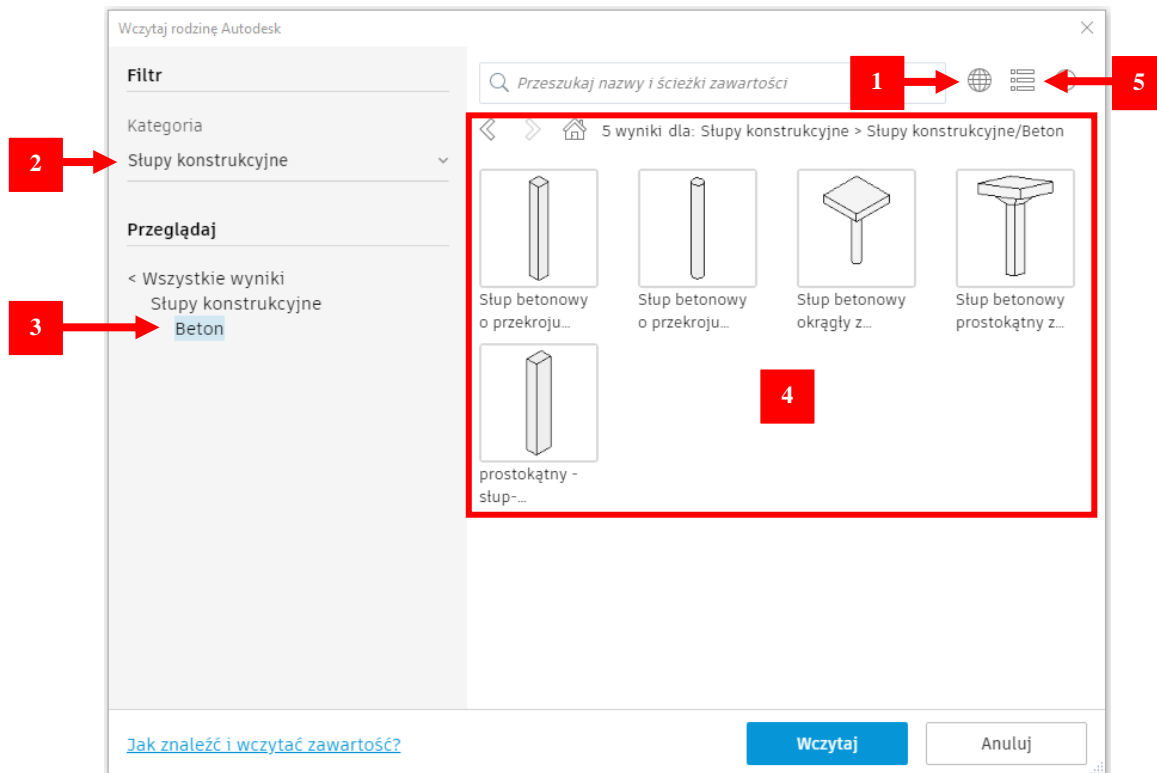 Wczytaj rodzinę Autodesk
Filtr
Przeszukaj nazwy i ścieżki zawartości
1
5
Kategoria
2
Słupy konstrukcyjne
5 wyniki dla: Słupy konstrukcyjne > Słupy konstrukcyjne/Beton
Przeglądaj
< Wszystkie wyniki
Słupy konstrukcyjne
3
Beton
Słup betonowy
o przekroju…
Słup betonowy
o przekroju…
Słup betonowy
okrągły z…
Słup betonowy
prostokątny z…
4
prostokątny -
słup-…
Jak znaleźć i wczytać zawartość?
Wczytaj
Anuluj